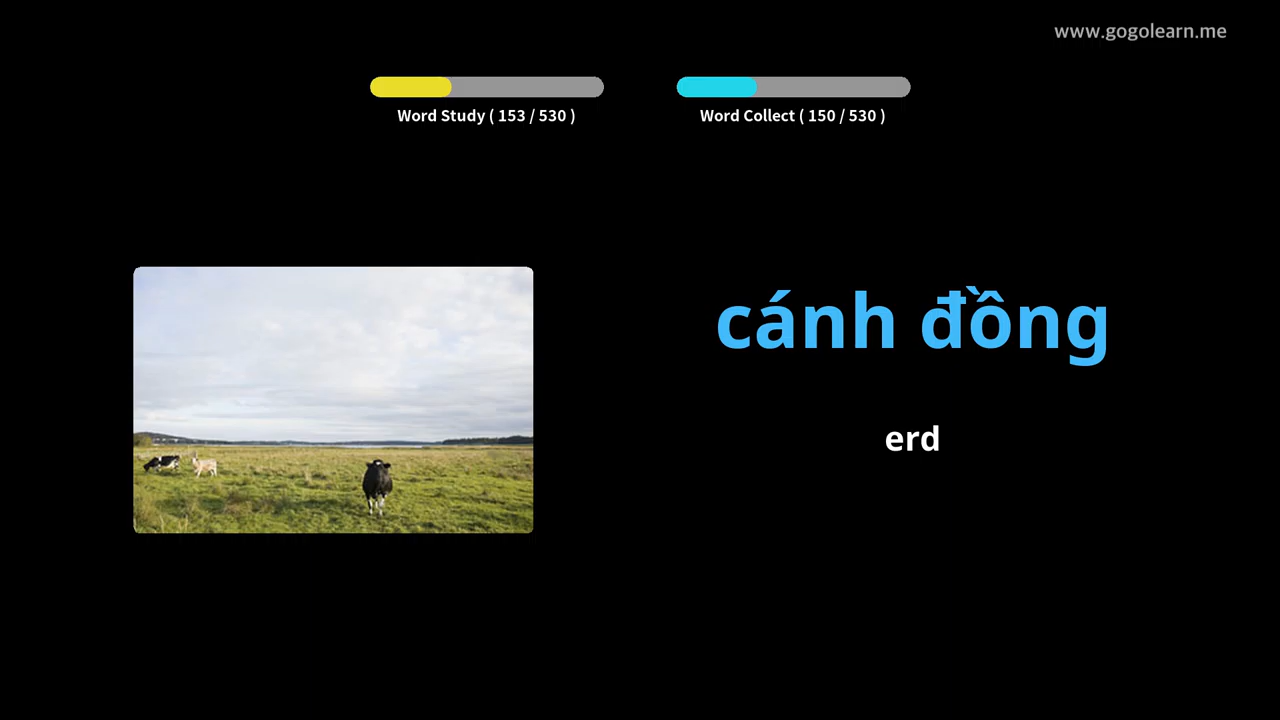 www.gogolearn.me
Word Study ( 153 / 530 )
Word Collect ( 150 / 530 )
cánh đồng
erd